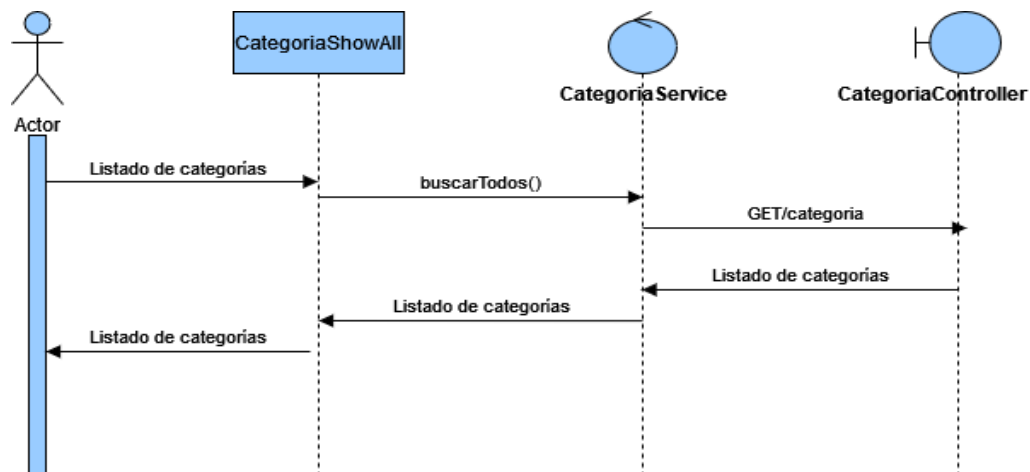 CategoriaShowAll
CategoriaService
CategoriaController
Actor
Listado de categorías
buscarTodos()
GET/categoria
Listado de categorías
Listado de categorías
Listado de categorías